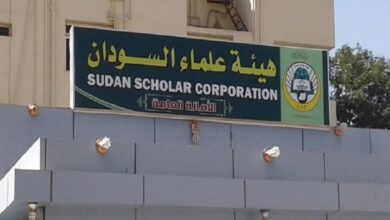 هيئة علماء السودان
SUDAN SCHOLAR CORPORATION
الأمانة العامة